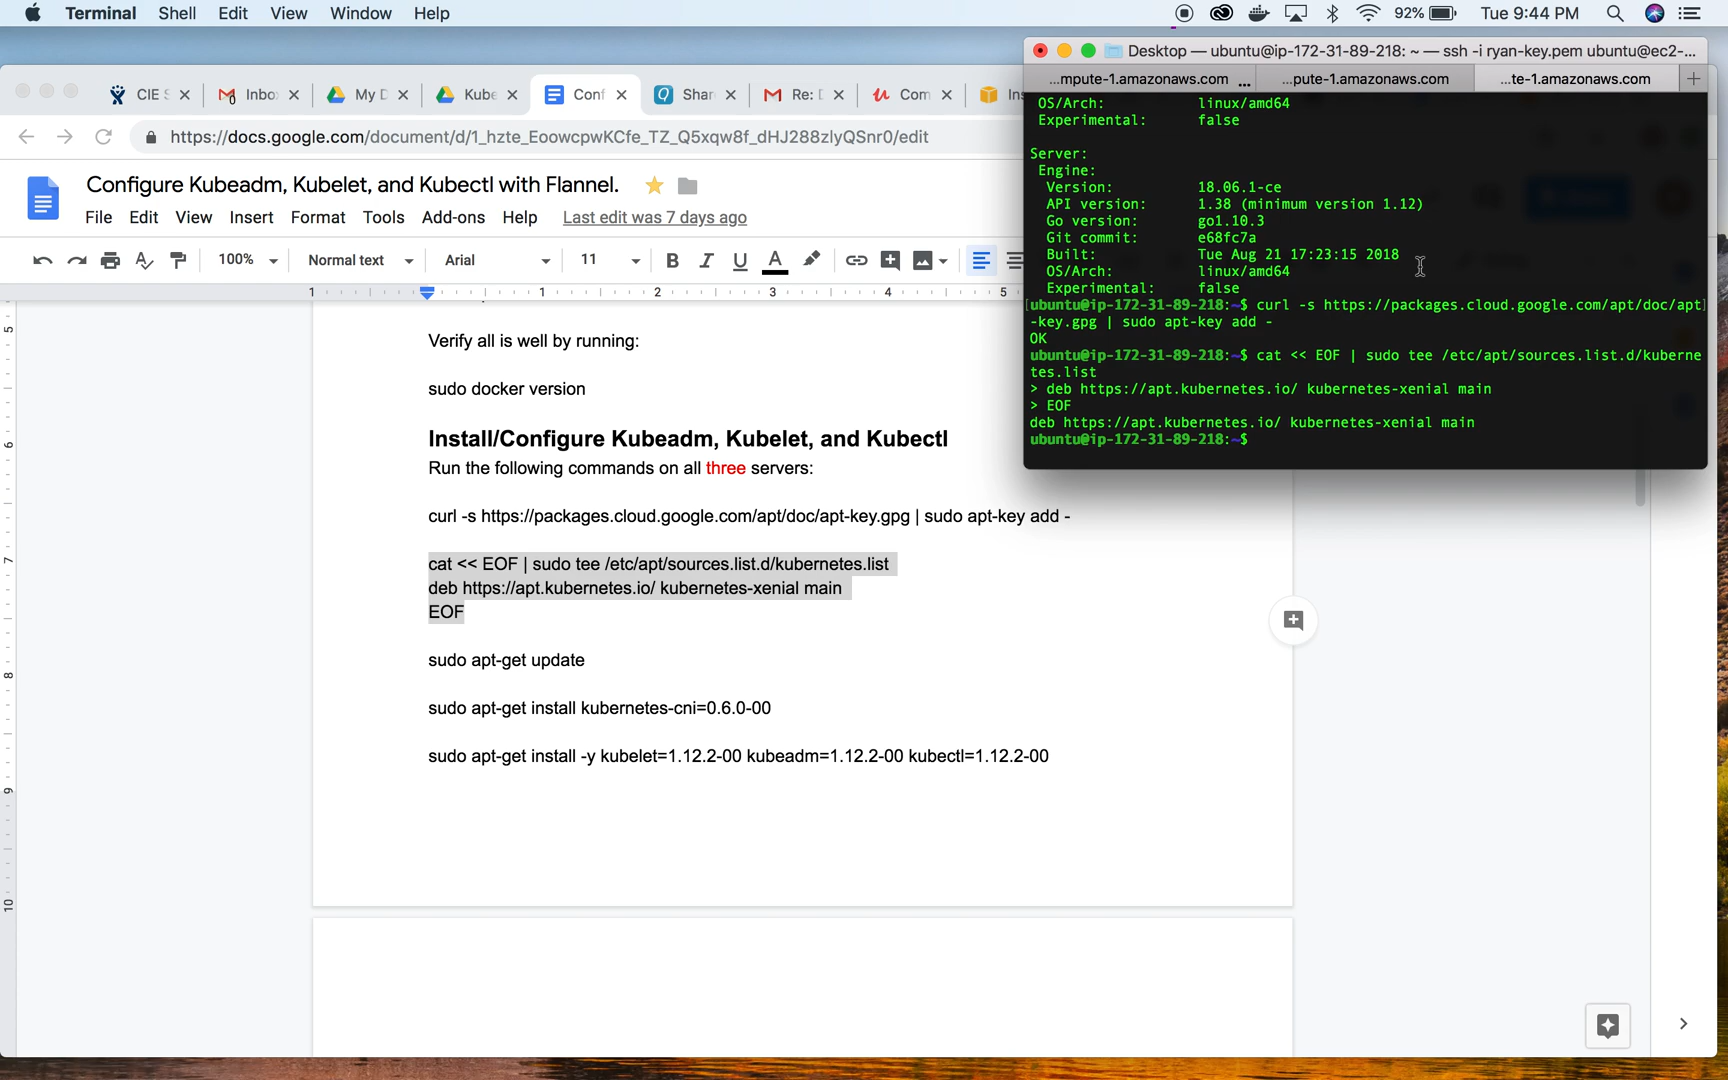 Terminal Shell Edit View Window Help 92% Tue 9:44 PM
Desktop — ubuntu@ip-172-31-89-218: ~ — ssh -i ryan-key.pem ubuntu@ec2-...
...mpute-1.amazonaws.com ... ...pute-1.amazonaws.com ...te-1.amazonaws.com
CIE S My D Kube Conf Shar Re: D Com Ins
https://docs.google.com/document/d/1_hzte_EoowcpwKCfe_TZ_Q5xqw8f_dHJ288zlyQSnr0/edit
Configure Kubeadm, Kubelet, and Kubectl with Flannel.
File Edit View Insert Format Tools Add-ons Help Last edit was 7 days ago
100% Normal text Arial 11 B I U A
1 1 2 3 4 5
5
6
7
8
9
10
Verify all is well by running:
sudo docker version
Install/Configure Kubeadm, Kubelet, and Kubectl
Run the following commands on all three servers:
curl -s https://packages.cloud.google.com/apt/doc/apt-key.gpg | sudo apt-key add -
cat << EOF | sudo tee /etc/apt/sources.list.d/kubernetes.list
deb https://apt.kubernetes.io/ kubernetes-xenial main
EOF
sudo apt-get update
sudo apt-get install kubernetes-cni=0.6.0-00
sudo apt-get install -y kubelet=1.12.2-00 kubeadm=1.12.2-00 kubectl=1.12.2-00
OS/Arch: linux/amd64
Experimental: false
Server:
Engine:
Version: 18.06.1-ce
API version: 1.38 (minimum version 1.12)
Go version: go1.10.3
Git commit: e68fc7a
Built: Tue Aug 21 17:23:15 2018
OS/Arch: linux/amd64
Experimental: false
[ubuntu@ip-172-31-89-218:~$ curl -s https://packages.cloud.google.com/apt/doc/apt]
-key.gpg | sudo apt-key add -
OK
ubuntu@ip-172-31-89-218:~$ cat << EOF | sudo tee /etc/apt/sources.list.d/kuberne
tes.list
> deb https://apt.kubernetes.io/ kubernetes-xenial main
> EOF
deb https://apt.kubernetes.io/ kubernetes-xenial main
ubuntu@ip-172-31-89-218:~$